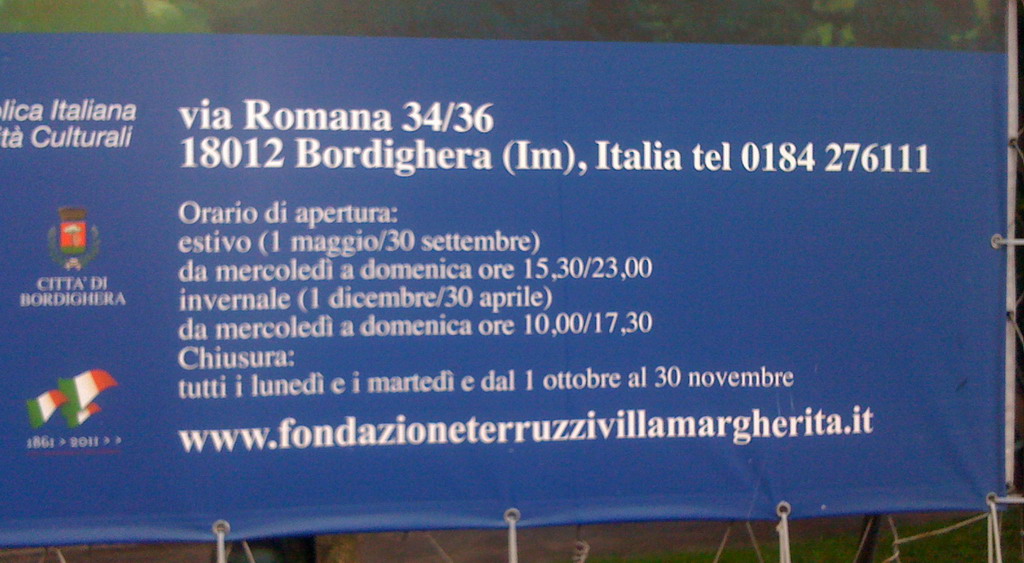 lica Italiana
tà Culturali
via Romana 34/36
18012 Bordighera (Im), Italia tel 0184 276111
Orario di apertura:
estivo (1 maggio/30 settembre)
da mercoledì a domenica ore 15,30/23,00
invernale (1 dicembre/30 aprile)
da mercoledì a domenica ore 10,00/17,30
Chiusura:
tutti i lunedì e i martedì e dal 1 ottobre al 30 novembre
www.fondazioneterruzzivillamargherita.it
CITTA' DI
BORDIGHERA
1861 > 2011 > >